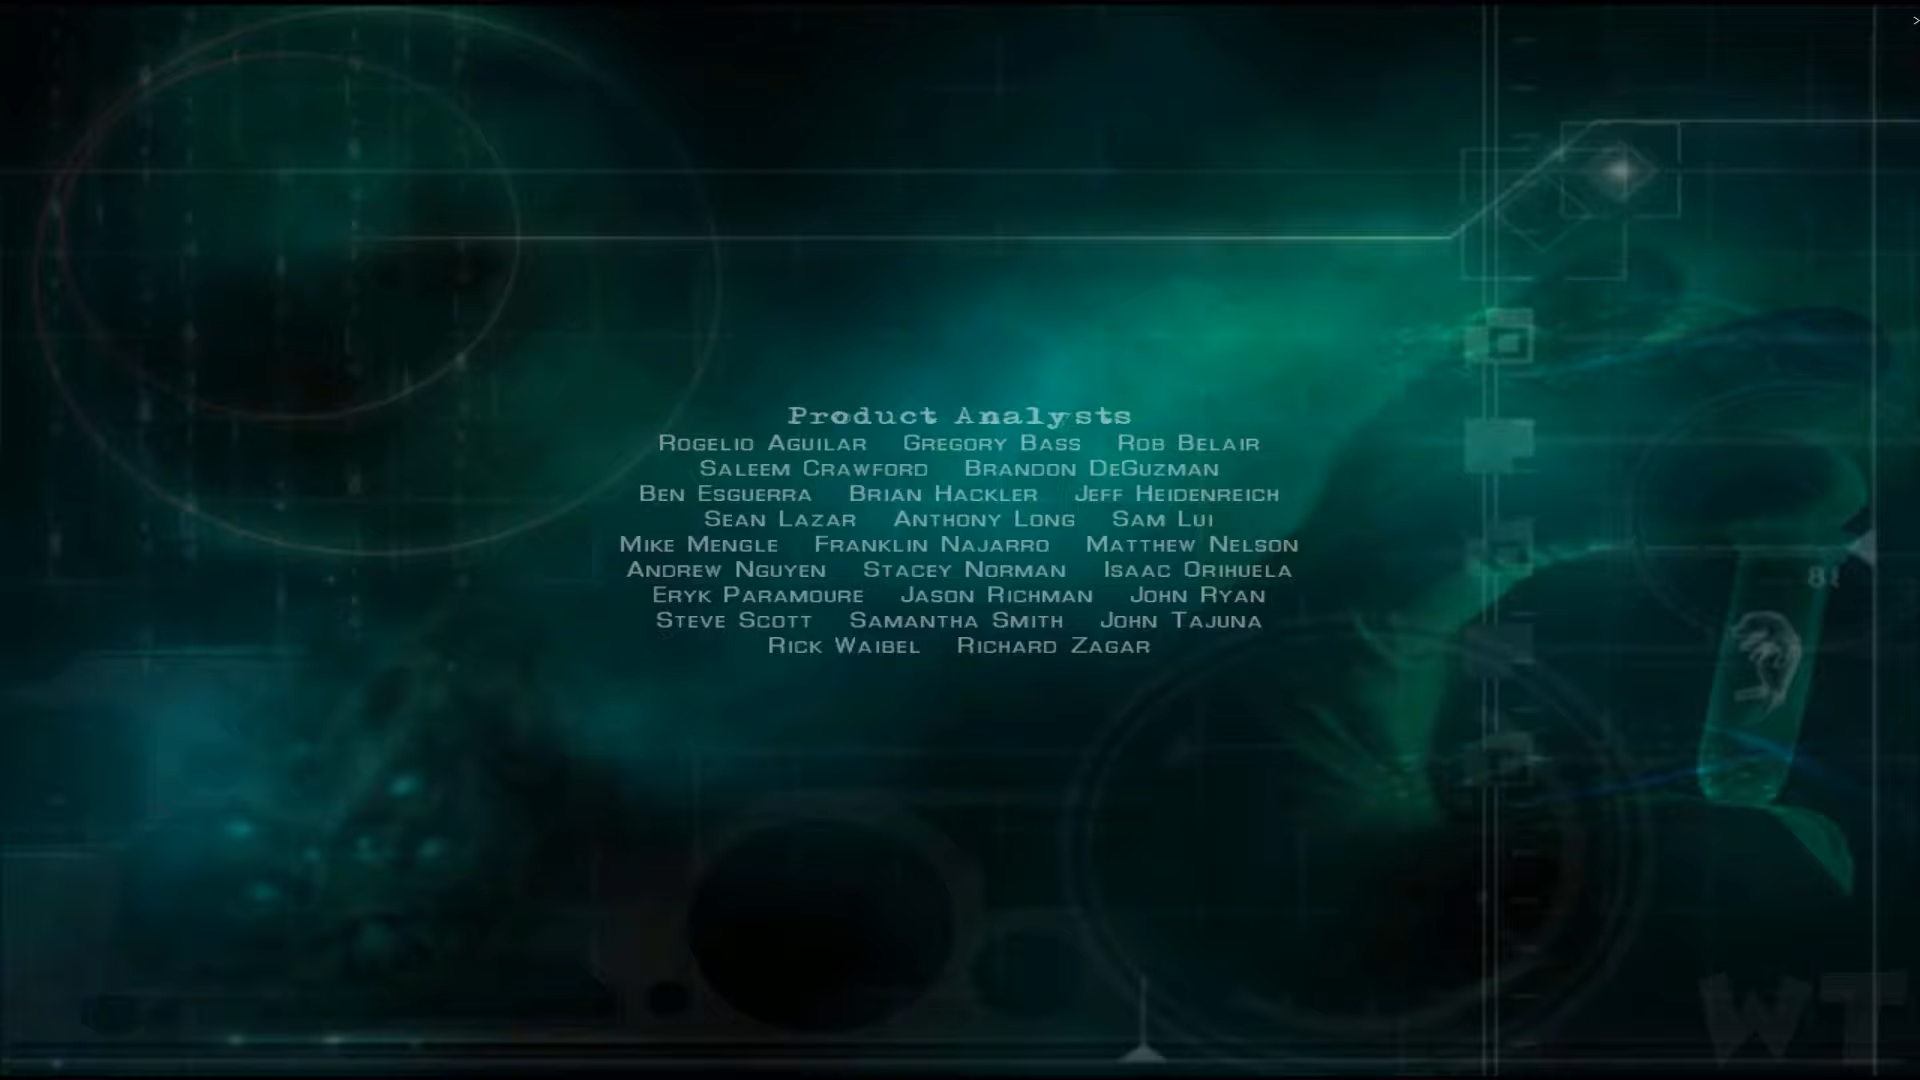 Product Analysts
Rogelio Aguilar Gregory Bass Rob Belair
Saleem Crawford Brandon DeGuzman
Ben Esguerra Brian Hackler Jeff Heidenreich
Sean Lazar Anthony Long Sam Lui
Mike Mengle Franklin Najarro Matthew Nelson
Andrew Nguyen Stacey Norman Isaac Orihuela
Eryk Paramoure Jason Richman John Ryan
Steve Scott Samantha Smith John Tajuna
Rick Waibel Richard Zagar
WT